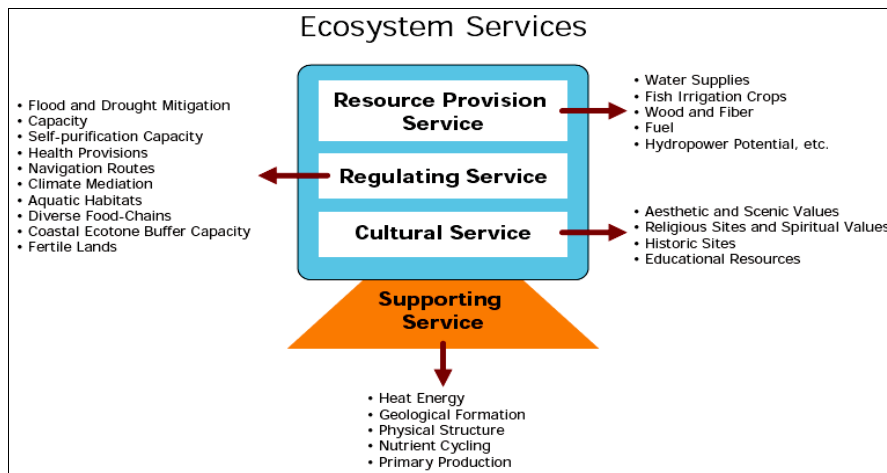 Ecosystem Services
Resource Provision
Service
• Water Supplies
• Fish Irrigation Crops
• Wood and Fiber
• Fuel
• Hydropower Potential, etc.
Regulating Service
• Flood and Drought Mitigation
• Capacity
• Self-purification Capacity
• Health Provisions
• Navigation Routes
• Climate Mediation
• Aquatic Habitats
• Diverse Food-Chains
• Coastal Ecotone Buffer Capacity
• Fertile Lands
Cultural Service
• Aesthetic and Scenic Values
• Religious Sites and Spiritual Values
• Historic Sites
• Educational Resources
Supporting
Service
• Heat Energy
• Geological Formation
• Physical Structure
• Nutrient Cycling
• Primary Production